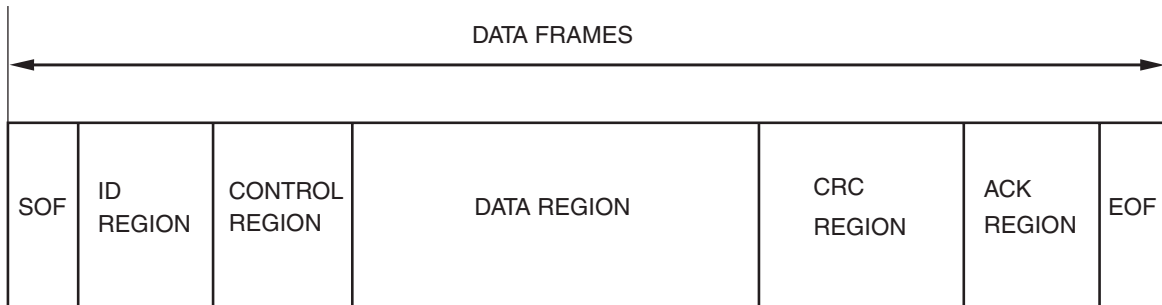 DATA FRAMES
SOF
ID
REGION
CONTROL
REGION
DATA REGION
CRC
REGION
ACK
REGION
EOF